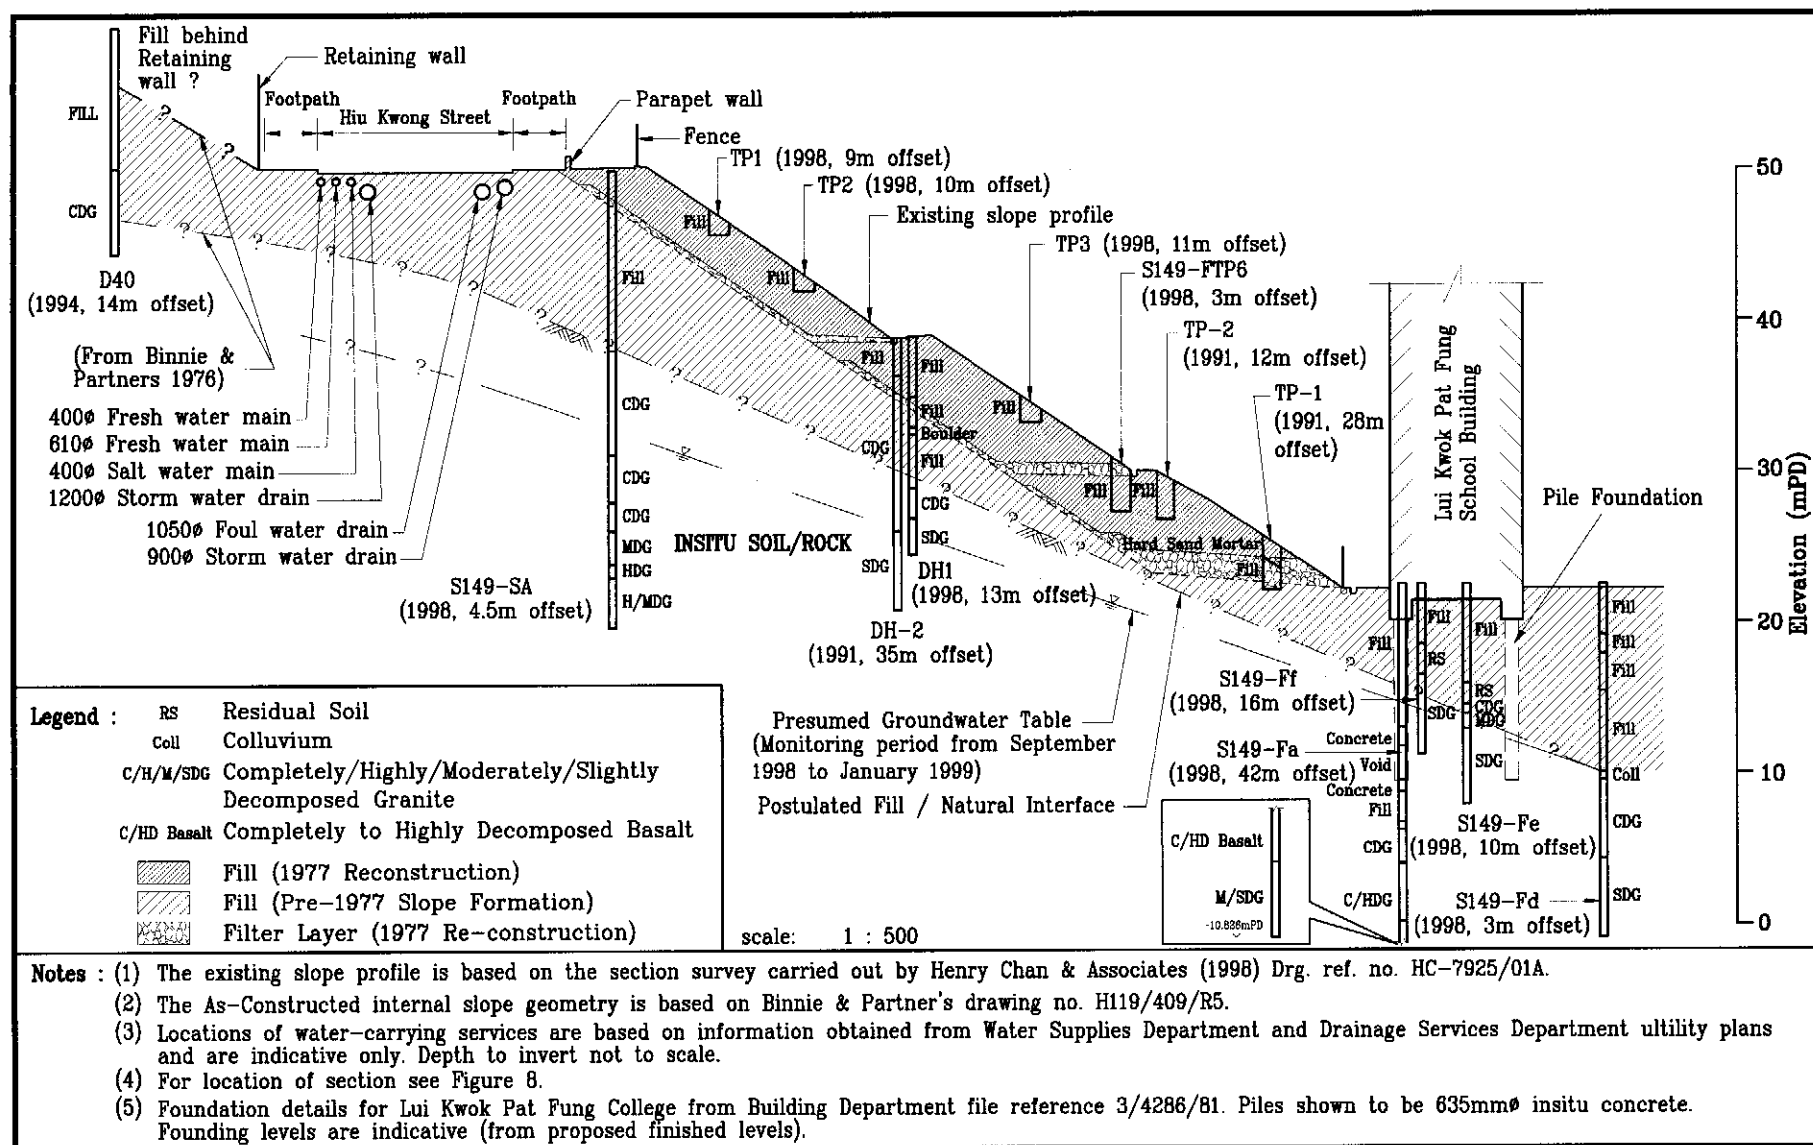 Fill behind
Retaining
wall ?
Retaining wall
Footpath
Hiu Kwong Street
Footpath
Parapet wall
Fence
TP1 (1998, 9m offset)
TP2 (1998, 10m offset)
Existing slope profile
TP3 (1998, 11m offset)
S149-FTP6
(1998, 3m offset)
TP-2
(1991, 12m offset)
TP-1
(1991, 28m
offset)
Lui Kwok Pat Fung
School Building
Pile Foundation
50
40
30
20
10
0
Elevation (mPD)
FILL
CDG
D40
(1994, 14m offset)
(From Binnie &
Partners 1976)
400ø Fresh water main
610ø Fresh water main
400ø Salt water main
1200ø Storm water drain
1050ø Foul water drain
900ø Storm water drain
Fill
CDG
CDG
CDG
MDG
HDG
H/MDG
S149-SA
(1998, 4.5m offset)
INSITU SOIL/ROCK
Fill
Fill
Fill
CDG
SDG
DH-2
(1991, 35m offset)
Fill
Fill
Boulder
Fill
CDG
SDG
DH1
(1998, 13m offset)
Fill
Fill
Fill
Hard Sand Mortar
Fill
Presumed Groundwater Table
(Monitoring period from September
1998 to January 1999)
Postulated Fill / Natural Interface
S149-Ff
(1998, 16m offset)
S149-Fa
(1998, 42m offset)
Fill
Concrete
Void
Concrete
Fill
CDG
C/HDG
Fill
RS
SDG
Fill
RS
CDG
MDG
SDG
S149-Fe
(1998, 10m offset)
S149-Fd
(1998, 3m offset)
Fill
Fill
Fill
Fill
Coll
CDG
SDG
C/HD Basalt
M/SDG
-10.836mPD
Legend :
RS Residual Soil
Coll Colluvium
C/H/M/SDG Completely/Highly/Moderately/Slightly
Decomposed Granite
C/HD Basalt Completely to Highly Decomposed Basalt
Fill (1977 Reconstruction)
Fill (Pre-1977 Slope Formation)
Filter Layer (1977 Re-construction)
scale: 1 : 500
Notes : (1) The existing slope profile is based on the section survey carried out by Henry Chan & Associates (1998) Drg. ref. no. HC-7925/01A.
(2) The As-Constructed internal slope geometry is based on Binnie & Partner's drawing no. H119/409/R5.
(3) Locations of water-carrying services are based on information obtained from Water Supplies Department and Drainage Services Department ultility plans
and are indicative only. Depth to invert not to scale.
(4) For location of section see Figure 8.
(5) Foundation details for Lui Kwok Pat Fung College from Building Department file reference 3/4286/81. Piles shown to be 635mmø insitu concrete.
Founding levels are indicative (from proposed finished levels).